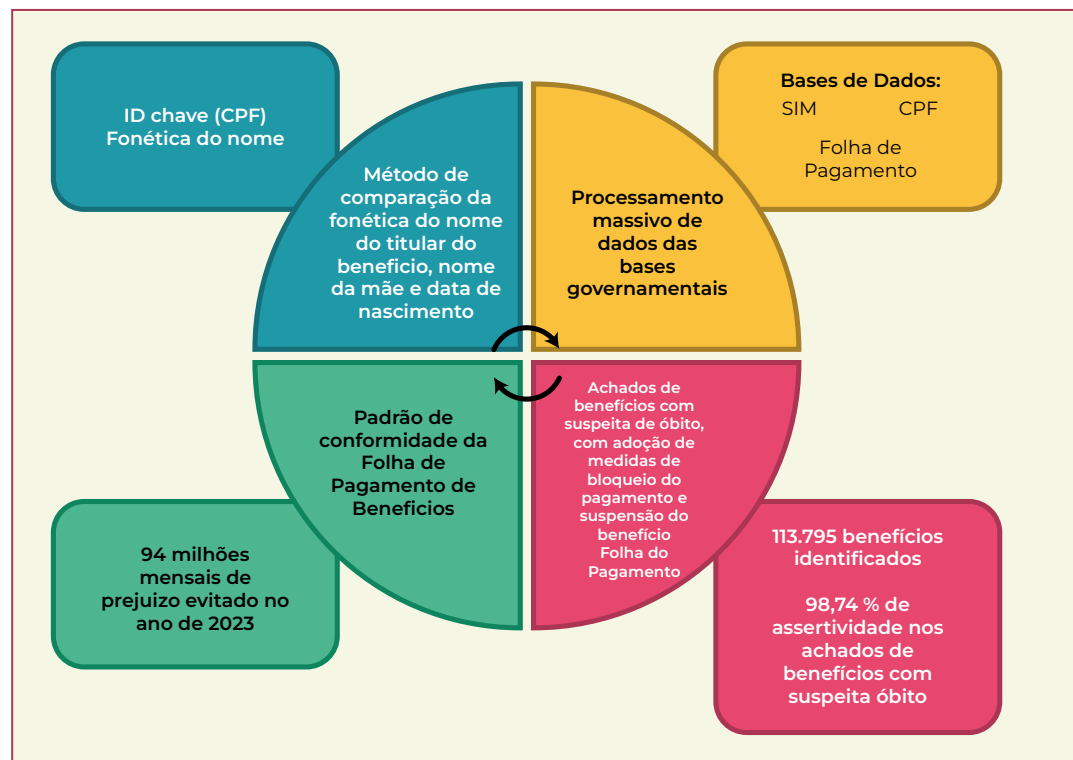 ID chave (CPF)
Fonética do nome
Método de
comparação da
fonética do nome
do titular do
beneficio, nome
da mãe e data de
nascimento
Bases de Dados:
SIM CPF
Folha de
Pagamento
Processamento
massivo de
dados das
bases
governamentais
Padrão de
conformidade da
Folha de
Pagamento de
Beneficios
94 milhões
mensais de
prejuizo evitado no
ano de 2023
Achados de
benefícios com
suspeita de óbito,
com adoção de
medidas de
bloqueio do
pagamento e
suspensão do
benefício
Folha do
Pagamento
113.795 benefícios
identificados
98,74 % de
assertividade nos
achados de
benefícios com
suspeita óbito